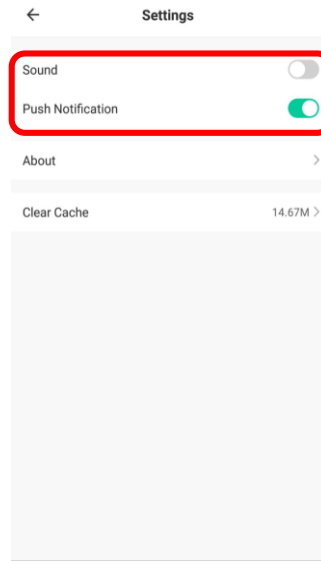 Settings
Sound
Push Notification
About
Clear Cache 14.67M